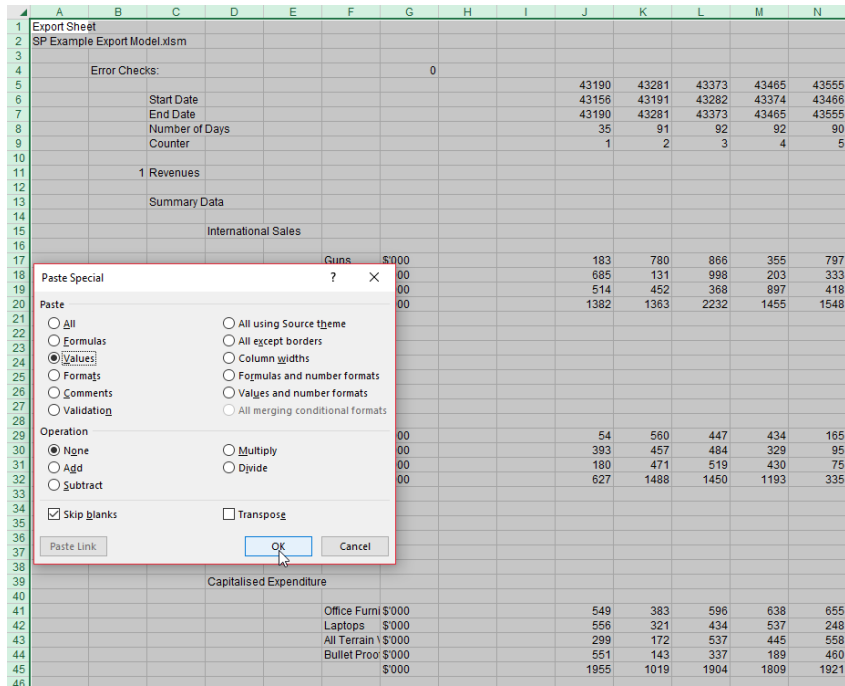 A B C D E F G H I J K L M N
1 Export Sheet
2 SP Example Export Model.xlsm
3
4 Error Checks: 0
5 43190 43281 43373 43465 43555
6 Start Date 43156 43191 43282 43374 43466
7 End Date 43190 43281 43373 43465 43555
8 Number of Days 35 91 92 92 90
9 Counter 1 2 3 4 5
10
11 1 Revenues
12
13 Summary Data
14
15 International Sales
16
17 Guns $'000 183 780 866 355 797
18 Paste Special ? 000 685 131 998 203 333
19 000 514 452 368 897 418
20 Paste 000 1382 1363 2232 1455 1548
21 All All using Source theme
22 Formulas All except borders
23 Values Column widths
24
25 Formats Formulas and number formats
26 Comments Values and number formats
27 Validation All merging conditional formats
28
29 Operation 000 54 560 447 434 165
30 None Multiply 000 393 457 484 329 95
31 Add Divide 000 180 471 519 430 75
32 Subtract 000 627 1488 1450 1193 335
33
34 Skip blanks Transpose
35
36
37 Paste Link OK Cancel
38
39 Capitalised Expenditure
40
41 Office Furni $'000 549 383 596 638 655
42 Laptops $'000 556 321 434 537 248
43 All Terrain \ $'000 299 172 537 445 558
44 Bullet Proo $'000 551 143 337 189 460
45 $'000 1955 1019 1904 1809 1921
46